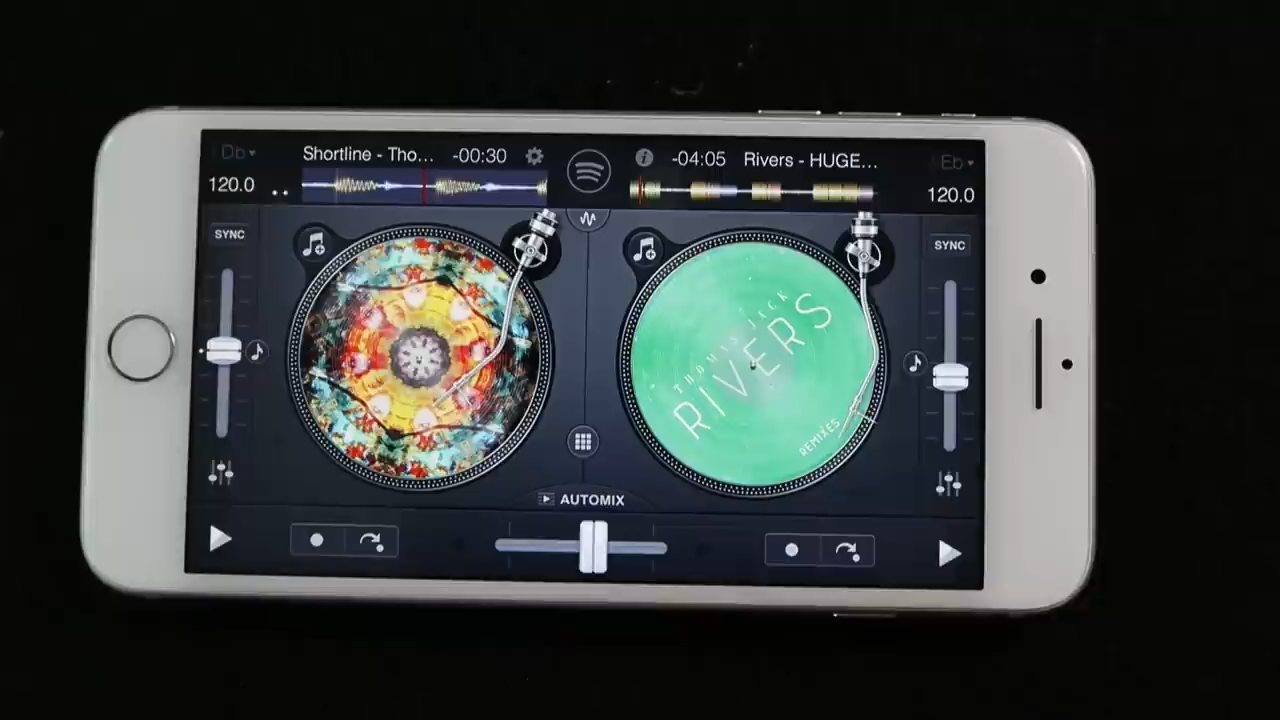 Db Shortline - Tho... -00:30 -04:05 Rivers - HUGE... Eb
120.0 120.0
SYNC SYNC
THOMAS JACK
RIVERS
REMIXES
AUTOMIX